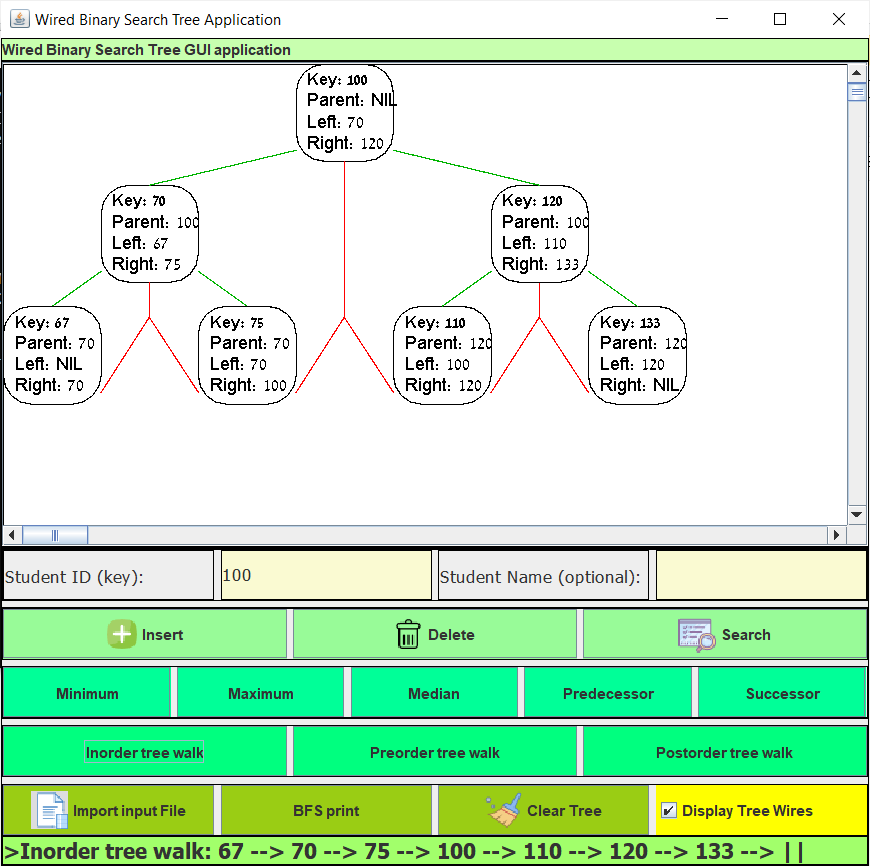 Wired Binary Search Tree Application
Wired Binary Search Tree GUI application
Key: 100
Parent: NIL
Left: 70
Right: 120
Key: 70
Parent: 100
Left: 67
Right: 75
Key: 120
Parent: 100
Left: 110
Right: 133
Key: 67
Parent: 70
Left: NIL
Right: 70
Key: 75
Parent: 70
Left: 70
Right: 100
Key: 110
Parent: 120
Left: 100
Right: 120
Key: 133
Parent: 120
Left: 120
Right: NIL
Student ID (key): 100 Student Name (optional):
Insert Delete Search
Minimum Maximum Median Predecessor Successor
Inorder tree walk Preorder tree walk Postorder tree walk
Import input File BFS print Clear Tree Display Tree Wires
>Inorder tree walk: 67 --> 70 --> 75 --> 100 --> 110 --> 120 --> 133 --> ||